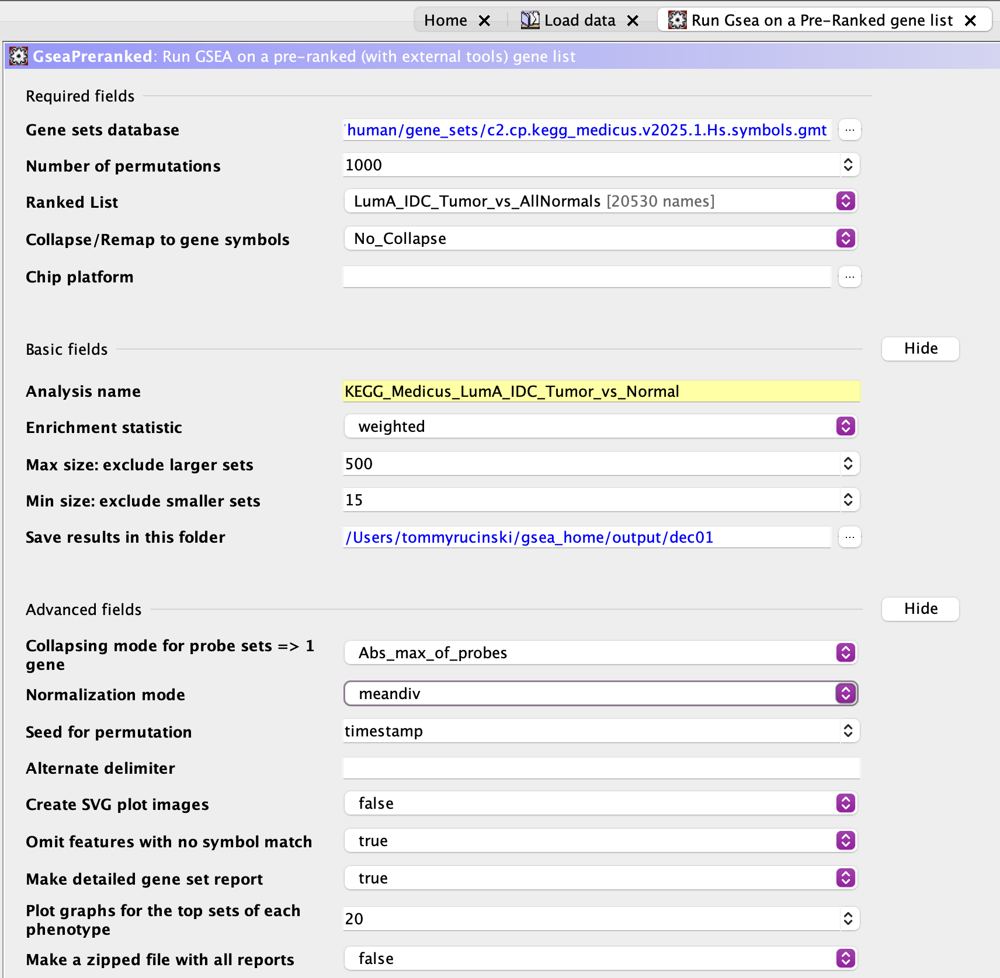 Home
Load data
Run Gsea on a Pre-Ranked gene list
GseaPreranked: Run GSEA on a pre-ranked (with external tools) gene list
Required fields
Gene sets database
human/gene_sets/c2.cp.kegg_medicus.v2025.1.Hs.symbols.gmt
...
Number of permutations
1000
Ranked List
LumA_IDC_Tumor_vs_AllNormals [20530 names]
Collapse/Remap to gene symbols
No_Collapse
Chip platform
...
Basic fields
Hide
Analysis name
KEGG_Medicus_LumA_IDC_Tumor_vs_Normal
Enrichment statistic
weighted
Max size: exclude larger sets
500
Min size: exclude smaller sets
15
Save results in this folder
/Users/tommyrucinski/gsea_home/output/dec01
...
Advanced fields
Hide
Collapsing mode for probe sets => 1
gene
Abs_max_of_probes
Normalization mode
meandiv
Seed for permutation
timestamp
Alternate delimiter
Create SVG plot images
false
Omit features with no symbol match
true
Make detailed gene set report
true
Plot graphs for the top sets of each
phenotype
20
Make a zipped file with all reports
false